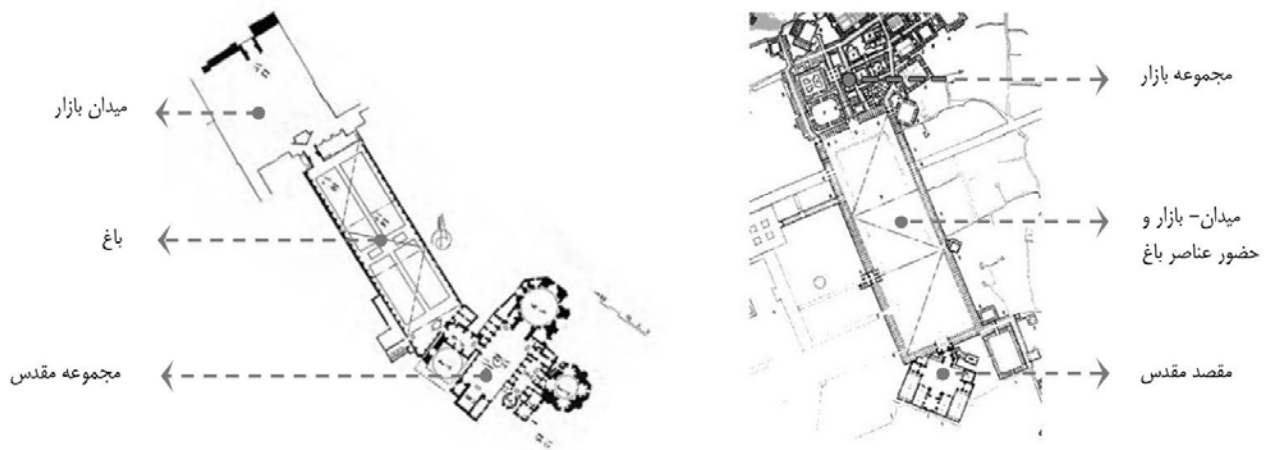 مجموعه بازار
میدان بازار
میدان- بازار و
حضور عناصر باغ
باغ
مقصد مقدس
مجموعه مقدس